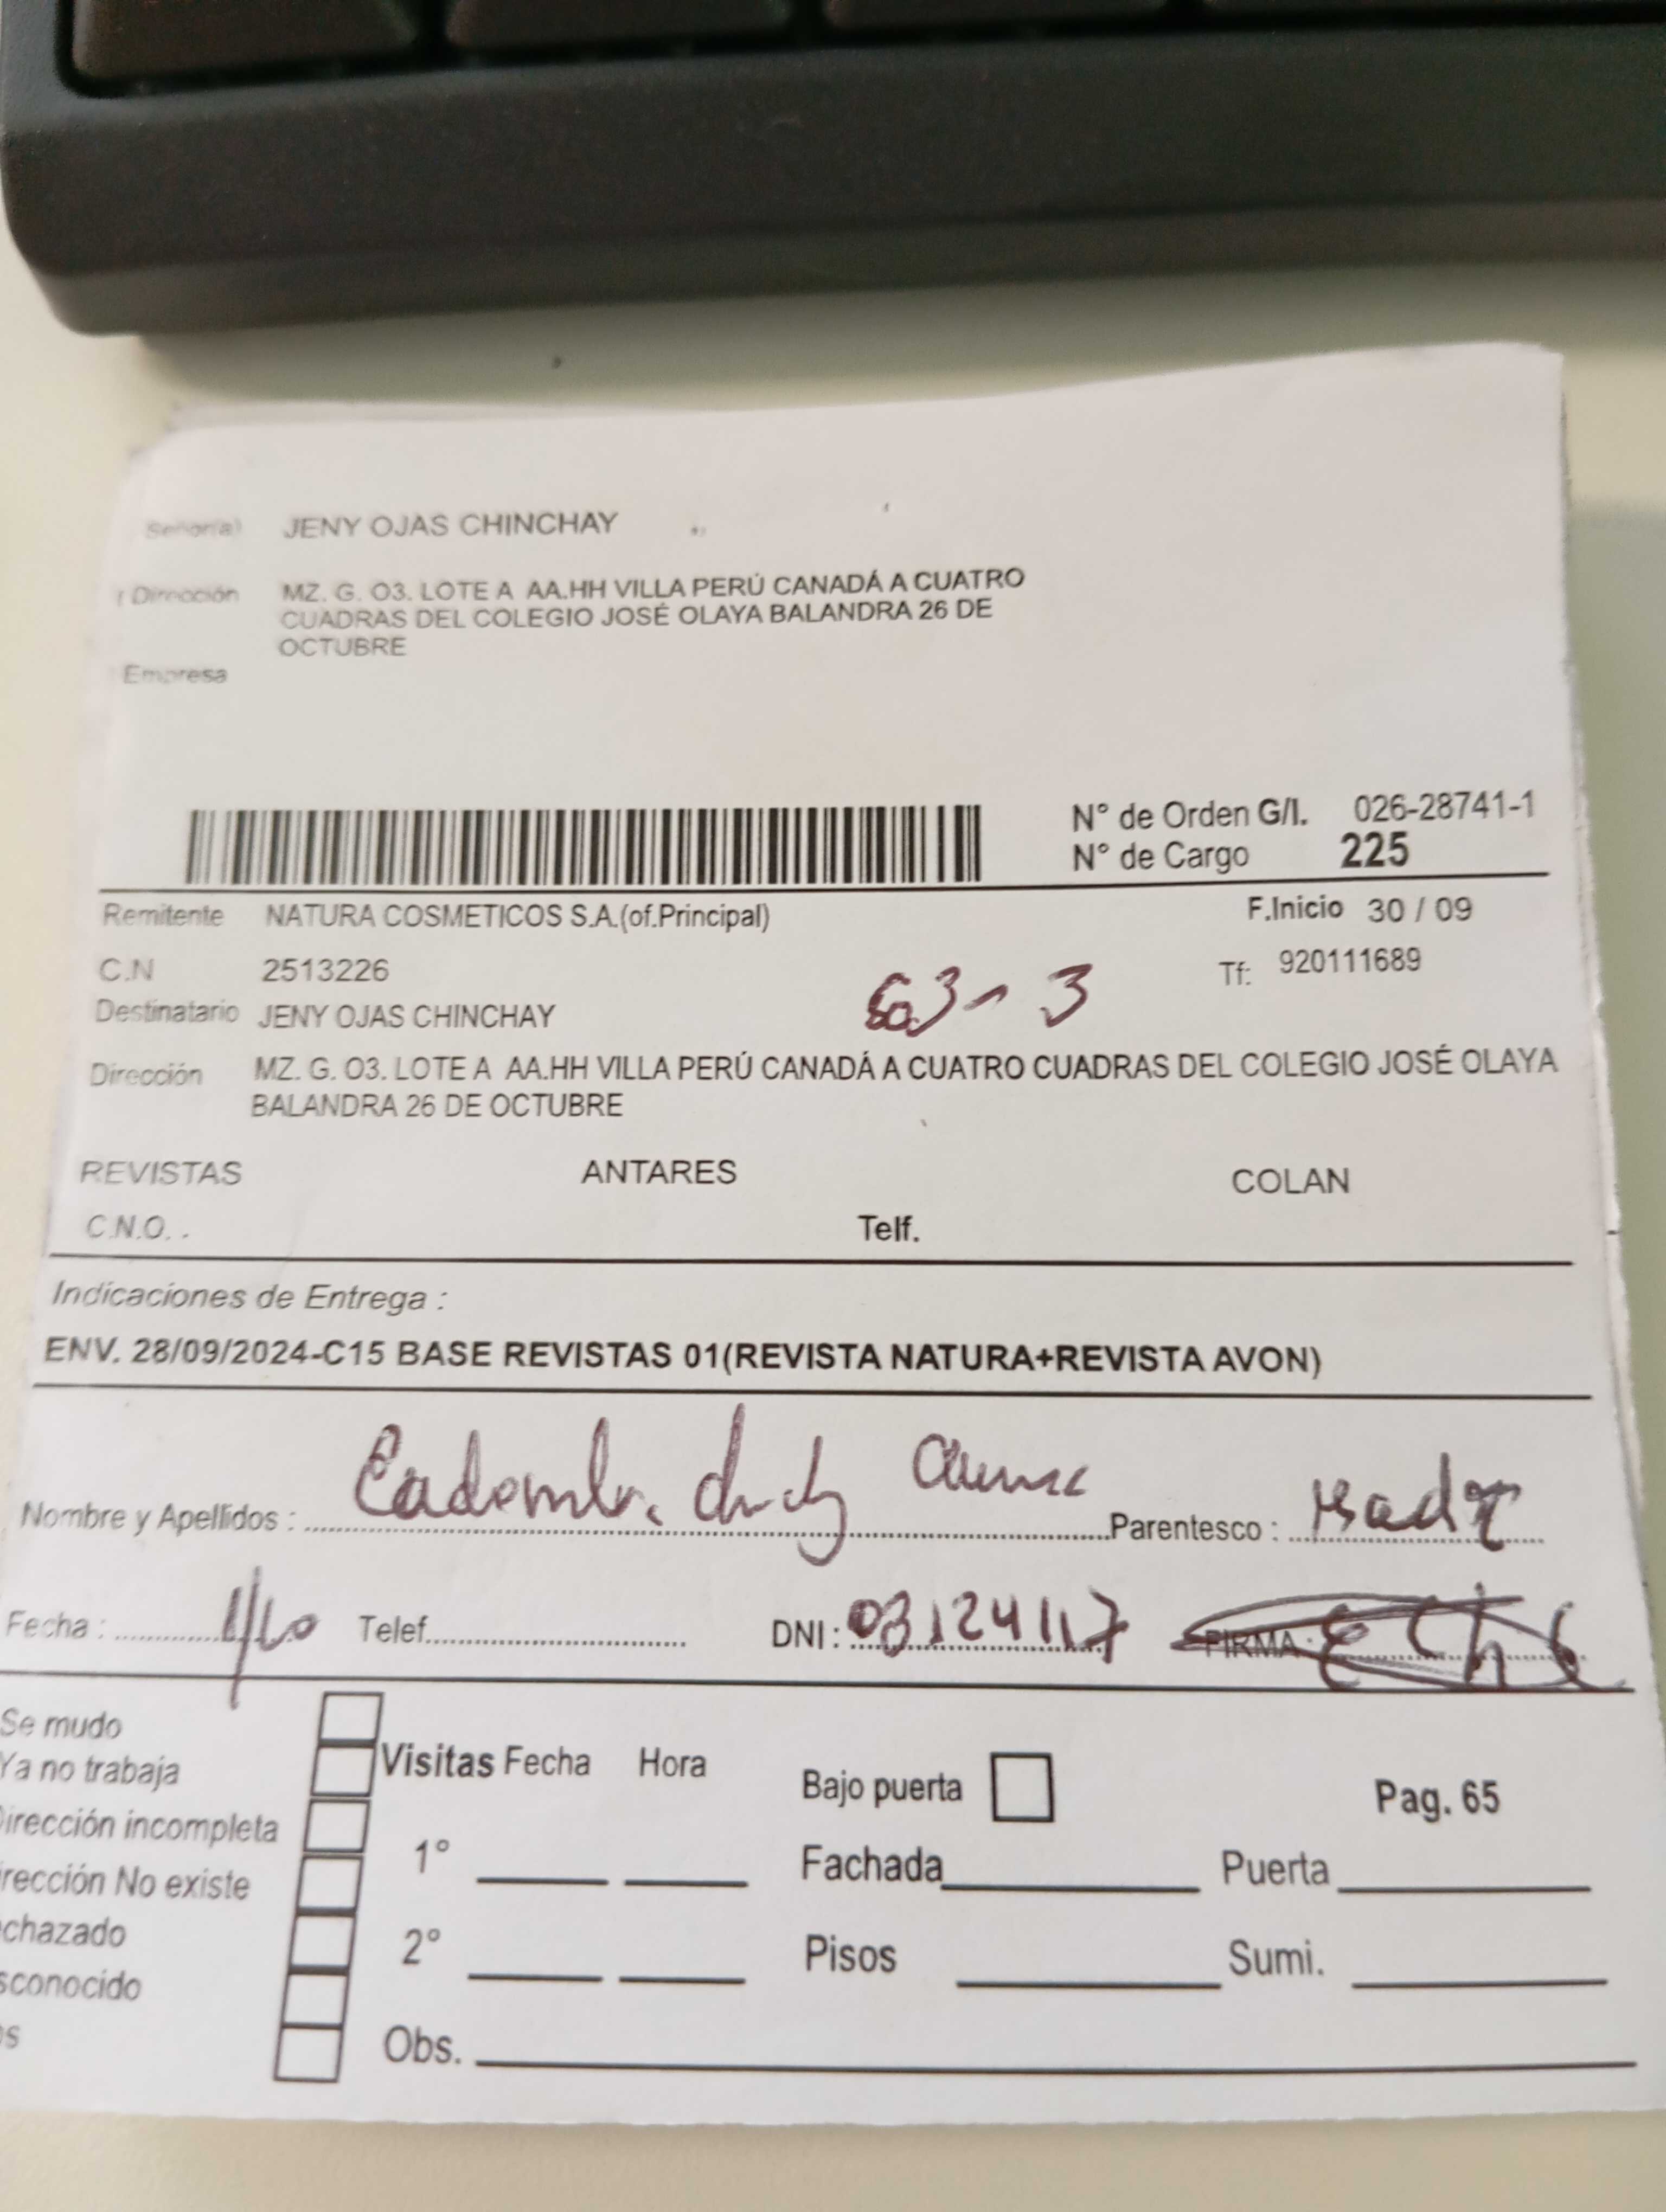 Señor(a) JENY OJAS CHINCHAY
Dirección MZ. G. O3. LOTE A AA.HH VILLA PERÚ CANADÁ A CUATRO
CUADRAS DEL COLEGIO JOSÉ OLAYA BALANDRA 26 DE
OCTUBRE
Empresa
N° de Orden G/I. 026-28741-1
N° de Cargo 225
Remitente NATURA COSMETICOS S.A.(of.Principal) F.Inicio 30 / 09
C.N 2513226 Tf: 920111689
Destinatario JENY OJAS CHINCHAY
Dirección MZ. G. O3. LOTE A AA.HH VILLA PERÚ CANADÁ A CUATRO CUADRAS DEL COLEGIO JOSÉ OLAYA
BALANDRA 26 DE OCTUBRE
REVISTAS ANTARES COLAN
C.N.O. . Telf.
Indicaciones de Entrega :
ENV. 28/09/2024-C15 BASE REVISTAS 01(REVISTA NATURA+REVISTA AVON)
Nombre y Apellidos : Parentesco :
Fecha : 1/10 Telef. DNI : 03124117 FIRMA :
Se mudo
Ya no trabaja Visitas Fecha Hora Bajo puerta Pag. 65
irección incompleta
1° Fachada Puerta
rección No existe
chazado
2° Pisos Sumi.
sconocido
os
Obs.